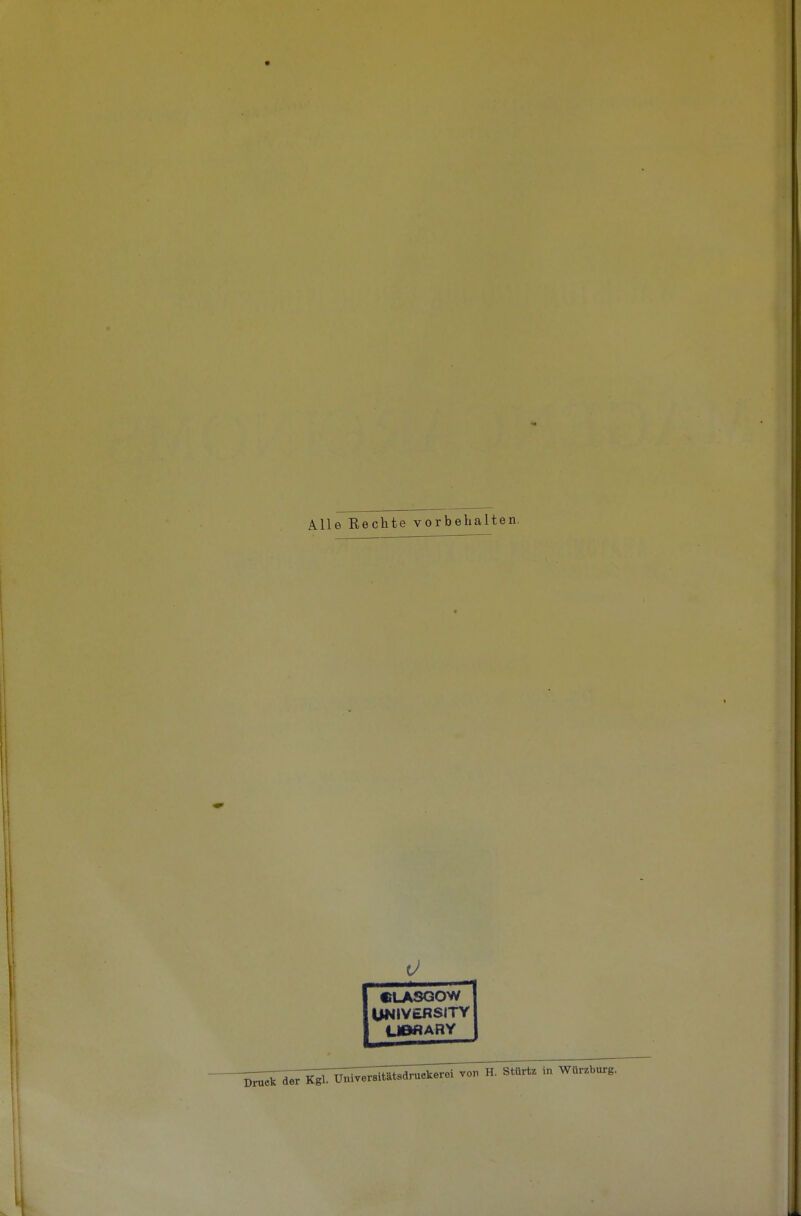 Alle Rechte vorbehalten.
GLASGOW
UNIVERSITY
LIBRARY
Druck der Kgl. Universitätsdruckerei von H. Stürtz in Würzburg.